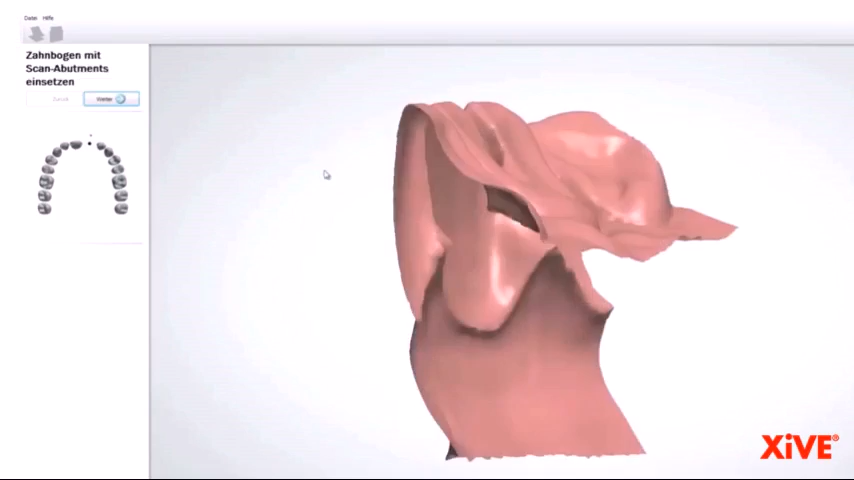 Datei Hilfe
Zahnbogen mit
Scan-Abutments
einsetzen
Zurück Weiter
XiVE®